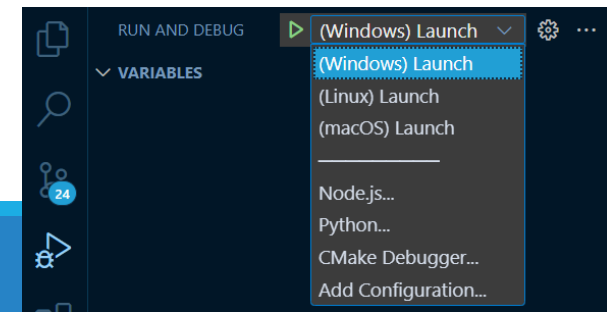 RUN AND DEBUG
(Windows) Launch
VARIABLES
(Windows) Launch
(Linux) Launch
(macOS) Launch
Node.js...
Python...
CMake Debugger...
Add Configuration...
24